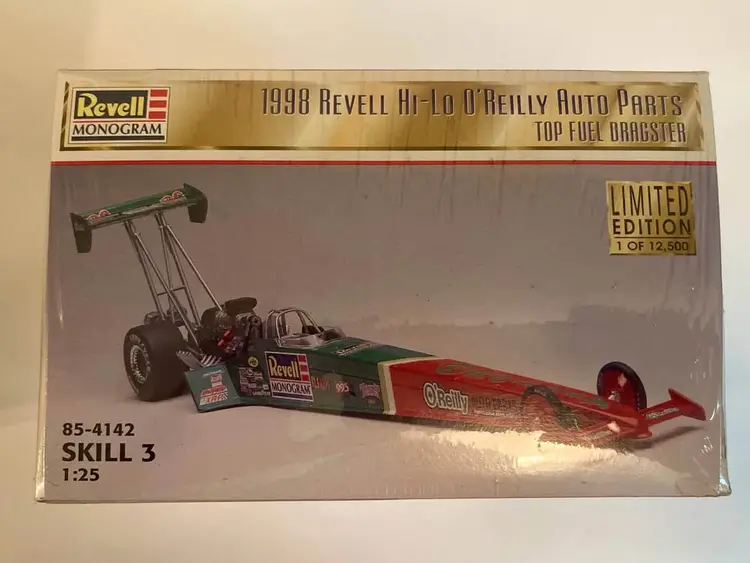 Revell
MONOGRAM
1998 REVELL HI-LO O'REILLY AUTO PARTS
TOP FUEL DRAGSTER
LIMITED
EDITION
1 OF 12,500
Revell
MONOGRAM
O'Reilly
85-4142
SKILL 3
1:25